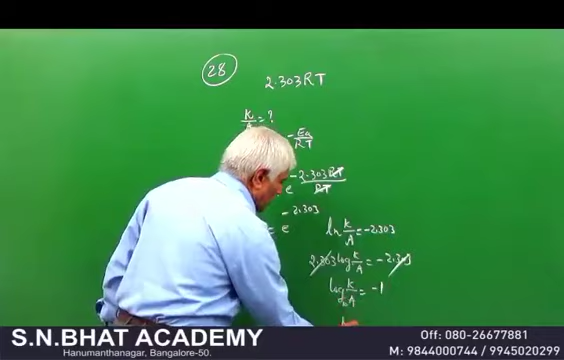 28
2.303RT
K/A = ?
-Ea/RT
e -2.303RT/RT
= e -2.303
ln K/A = -2.303
2.303 log K/A = -2.303
log K/A = -1
S.N.BHAT ACADEMY
Hanumanthanagar, Bangalore-50.
Off: 080-26677881
M: 9844000744 / 9945020299